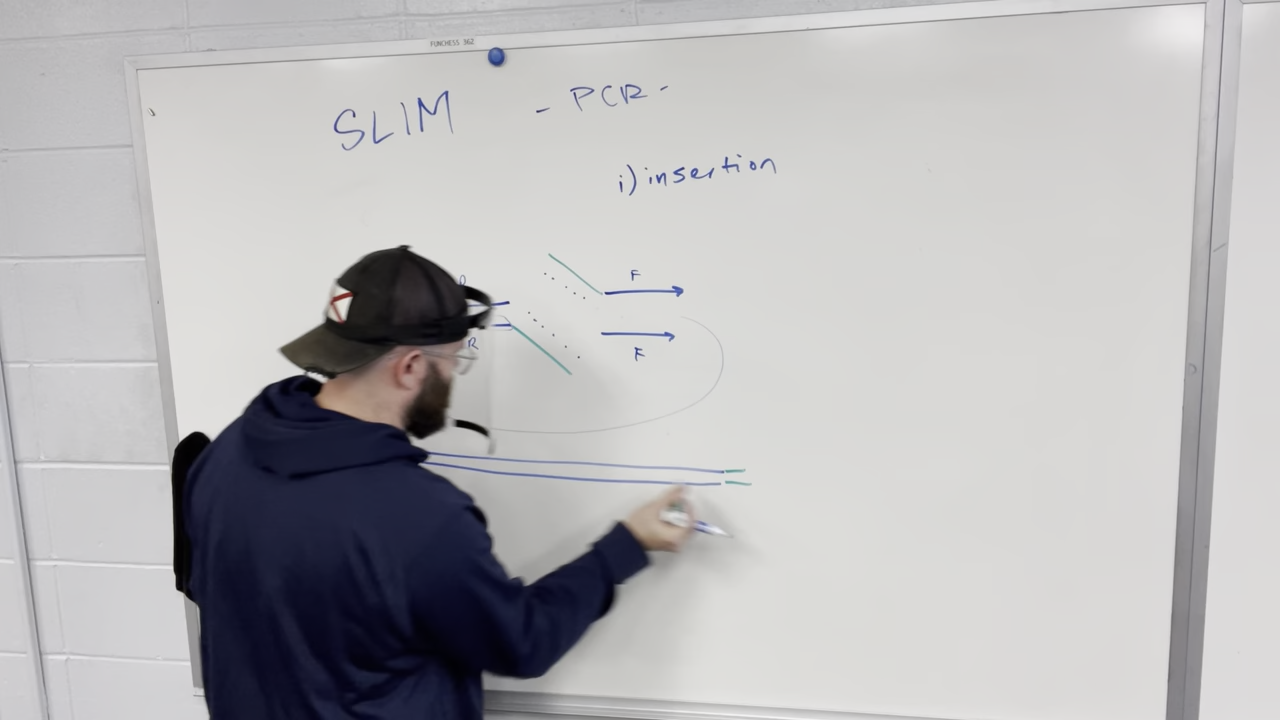 FUNCHESS 362
SLIM - PCR -
i) insertion
F
R
F